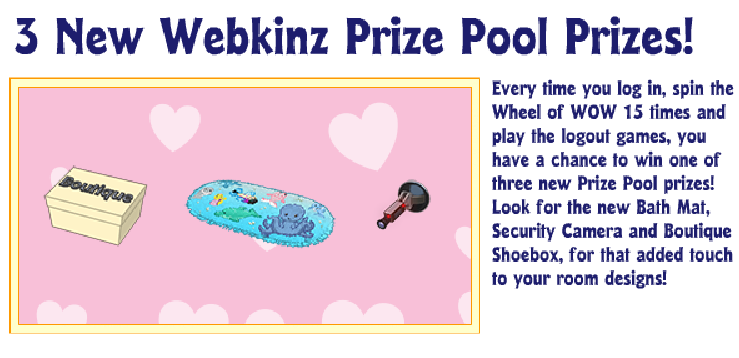 3 New Webkinz Prize Pool Prizes!
Boutique
Every time you log in, spin the
Wheel of WOW 15 times and
play the logout games, you
have a chance to win one of
three new Prize Pool prizes!
Look for the new Bath Mat,
Security Camera and Boutique
Shoebox, for that added touch
to your room designs!